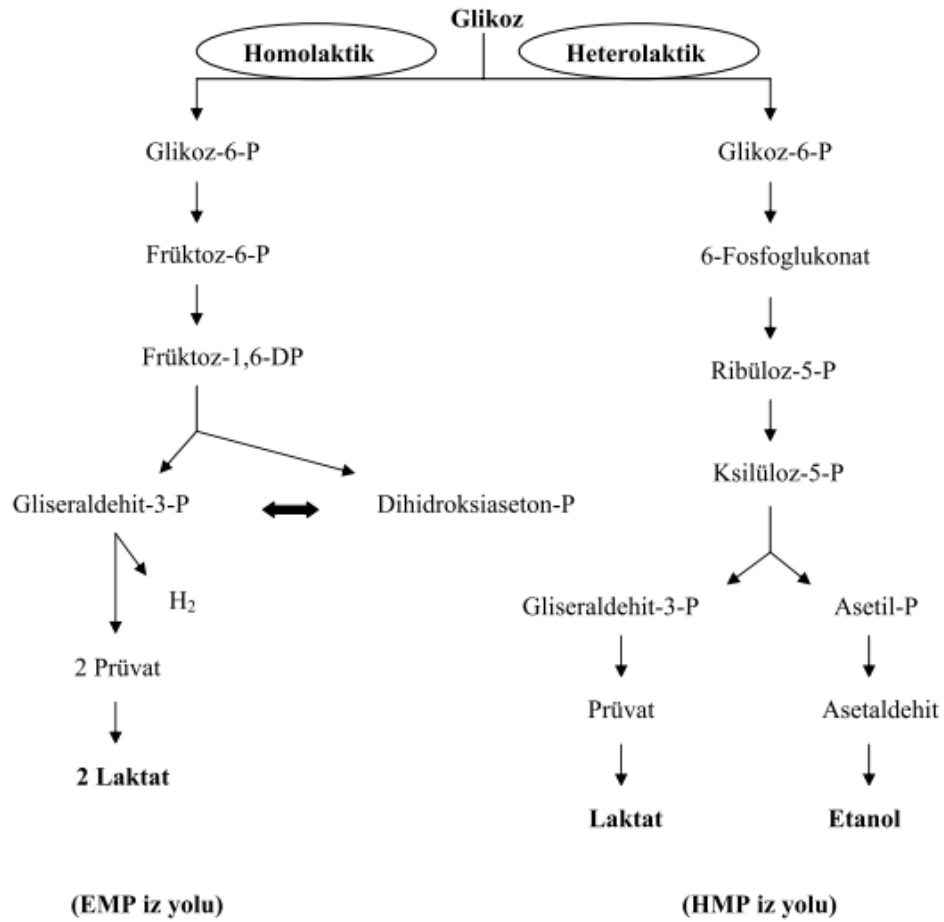 Glikoz
Homolaktik
Heterolaktik
Glikoz-6-P
Früktoz-6-P
Früktoz-1,6-DP
Gliseraldehit-3-P
Dihidroksiaseton-P
H₂
2 Prüvat
2 Laktat
(EMP iz yolu)
Glikoz-6-P
6-Fosfoglukonat
Ribüloz-5-P
Ksilüloz-5-P
Gliseraldehit-3-P
Asetil-P
Prüvat
Asetaldehit
Laktat
Etanol
(HMP iz yolu)